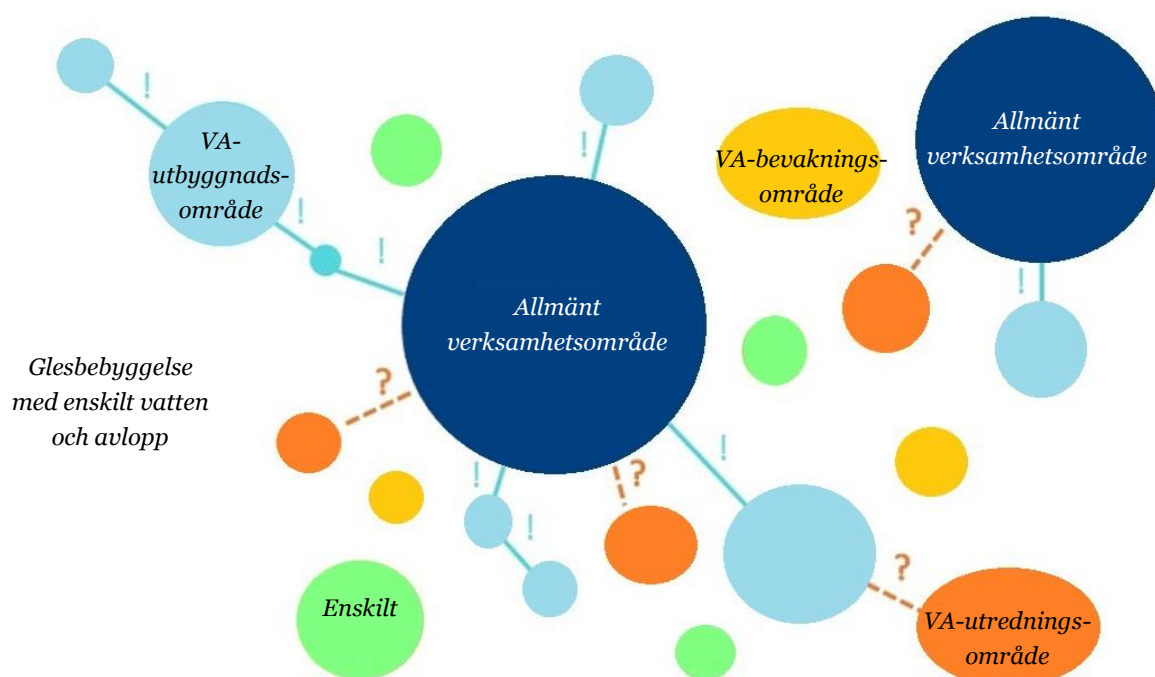 !
VA-
utbyggnads-
område
!
!
!
VA-bevaknings-
område
Allmänt
verksamhetsområde
?
!
Allmänt
verksamhetsområde
Glesbebyggelse
med enskilt vatten
och avlopp
?
!
!
?
!
?
Enskilt
VA-utrednings-
område